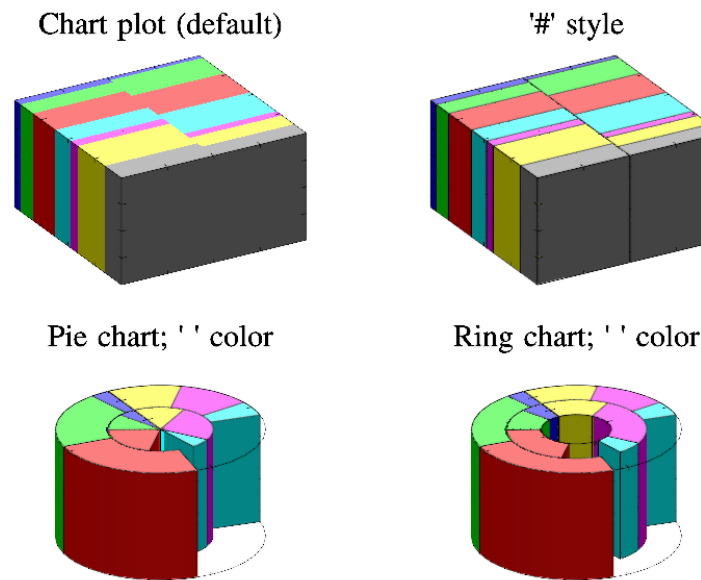 Chart plot (default)
'#' style
Pie chart; ' ' color
Ring chart; ' ' color